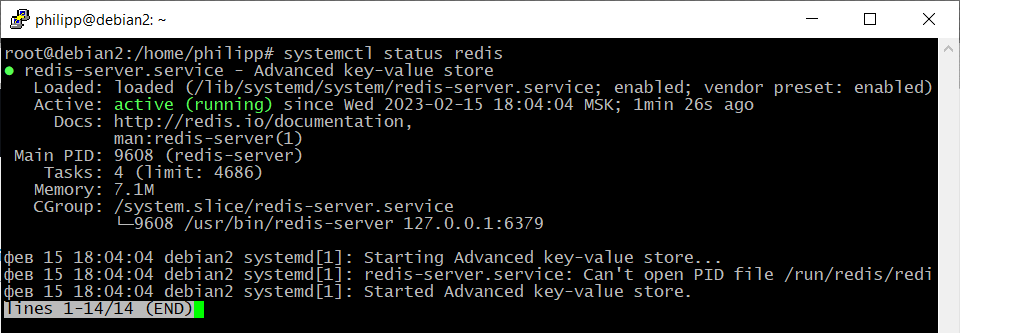 philipp@debian2: ~
root@debian2:/home/philipp# systemctl status redis
● redis-server.service - Advanced key-value store
   Loaded: loaded (/lib/systemd/system/redis-server.service; enabled; vendor preset: enabled)
   Active: active (running) since Wed 2023-02-15 18:04:04 MSK; 1min 26s ago
     Docs: http://redis.io/documentation,
           man:redis-server(1)
 Main PID: 9608 (redis-server)
    Tasks: 4 (limit: 4686)
   Memory: 7.1M
   CGroup: /system.slice/redis-server.service
           └─9608 /usr/bin/redis-server 127.0.0.1:6379
фев 15 18:04:04 debian2 systemd[1]: Starting Advanced key-value store...
фев 15 18:04:04 debian2 systemd[1]: redis-server.service: Can't open PID file /run/redis/redi
фев 15 18:04:04 debian2 systemd[1]: Started Advanced key-value store.
lines 1-14/14 (END)